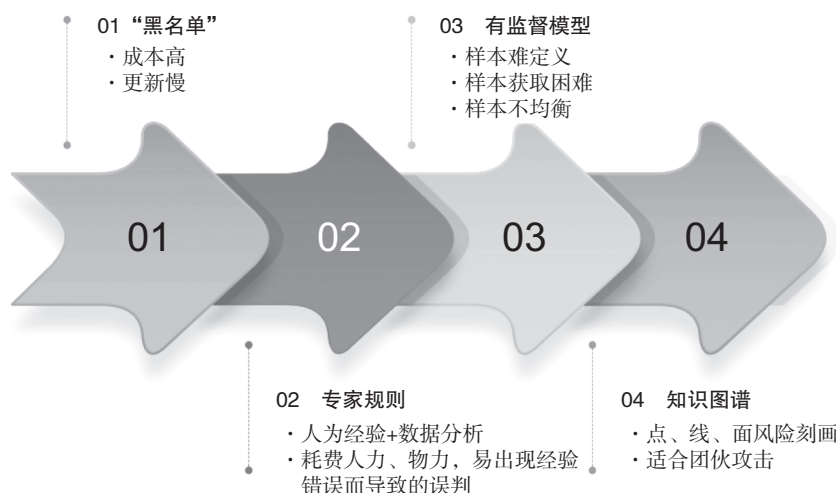 01“黑名单”
·成本高
·更新慢
03 有监督模型
·样本难定义
·样本获取困难
·样本不均衡
01
02
03
04
02 专家规则
·人为经验+数据分析
·耗费人力、物力，易出现经验
错误而导致的误判
04 知识图谱
·点、线、面风险刻画
·适合团伙攻击